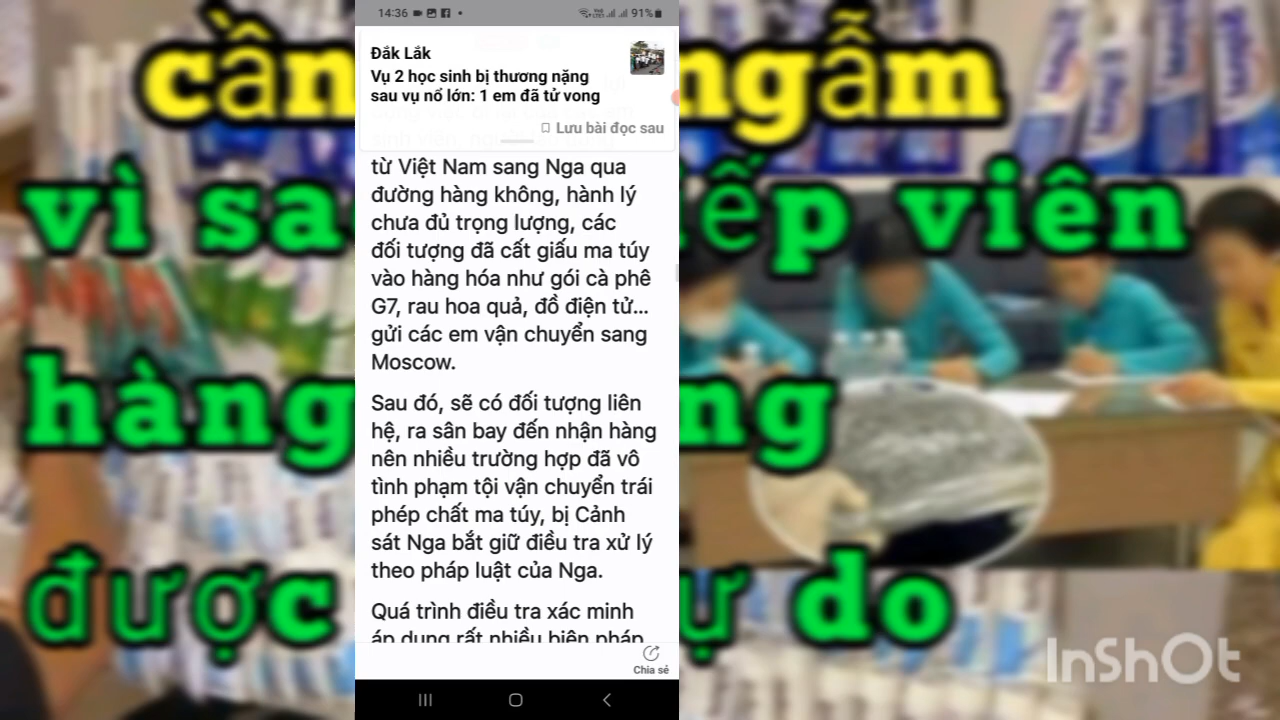 14:36
91%
Đắk Lắk
Vụ 2 học sinh bị thương nặng
sau vụ nổ lớn: 1 em đã tử vong
Lưu bài đọc sau
từ Việt Nam sang Nga qua
đường hàng không, hành lý
chưa đủ trọng lượng, các
đối tượng đã cất giấu ma túy
vào hàng hóa như gói cà phê
G7, rau hoa quả, đồ điện tử...
gửi các em vận chuyển sang
Moscow.
Sau đó, sẽ có đối tượng liên
hệ, ra sân bay đến nhận hàng
nên nhiều trường hợp đã vô
tình phạm tội vận chuyển trái
phép chất ma túy, bị Cảnh
sát Nga bắt giữ điều tra xử lý
theo pháp luật của Nga.
Quá trình điều tra xác minh
áp dụng rất nhiều biện pháp
Chia sẻ
cần ngẫm
vì sa ếp viên
hàng ng
được ự do
InShOt